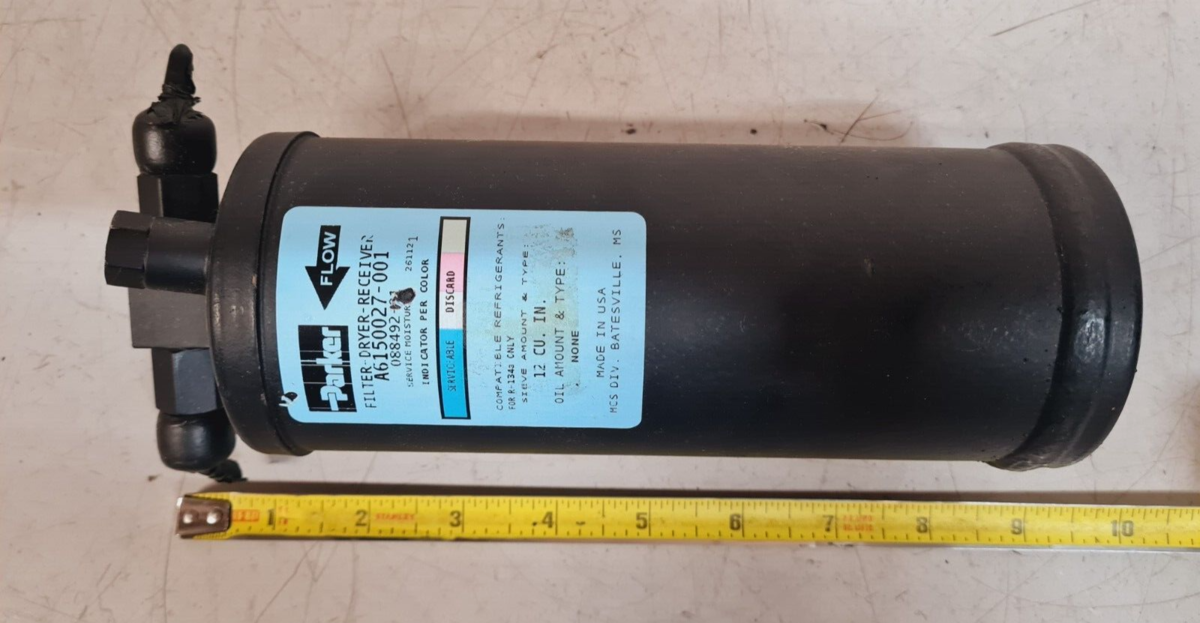 FLOW
Parker
FILTER-DRYER-RECEIVER
A6150027-001
088492-
SERVICE MOISTURE 261121
INDICATOR PER COLOR
SERVICEABLE DISCARD
COMPATIBLE REFRIGERANTS:
FOR R-134a ONLY
SIEVE AMOUNT & TYPE:
12 CU. IN.
OIL AMOUNT & TYPE:
NONE
MADE IN USA
MCS DIV. BATESVILLE, MS
1 2 STANLEY 3 4 5 6 7 8 9 10